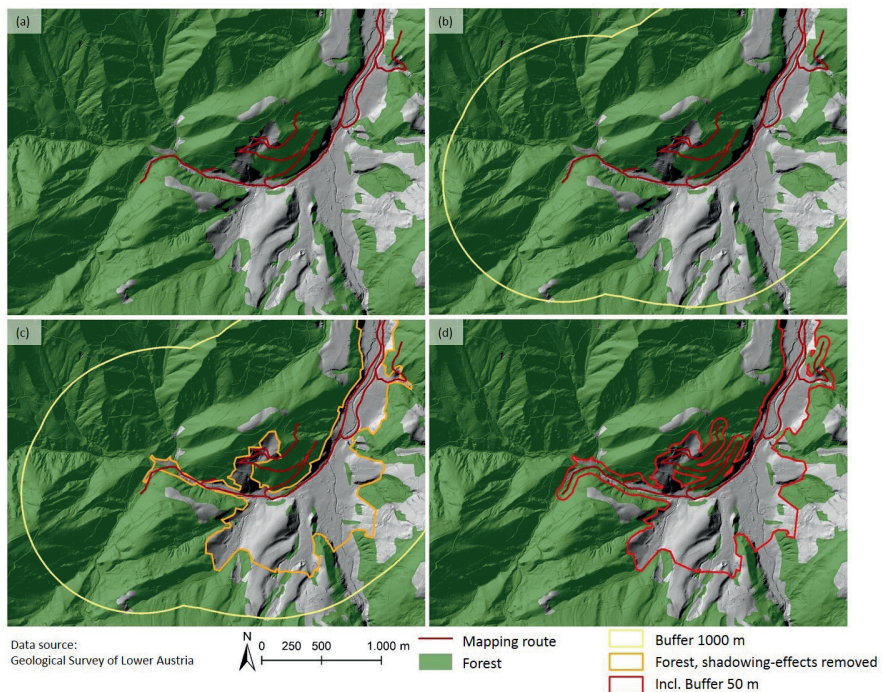 (a)
(b)
(c)
(d)
Data source:
Geological Survey of Lower Austria
N
0 250 500 1.000 m
Mapping route
Forest
Buffer 1000 m
Forest, shadowing-effects removed
Incl. Buffer 50 m